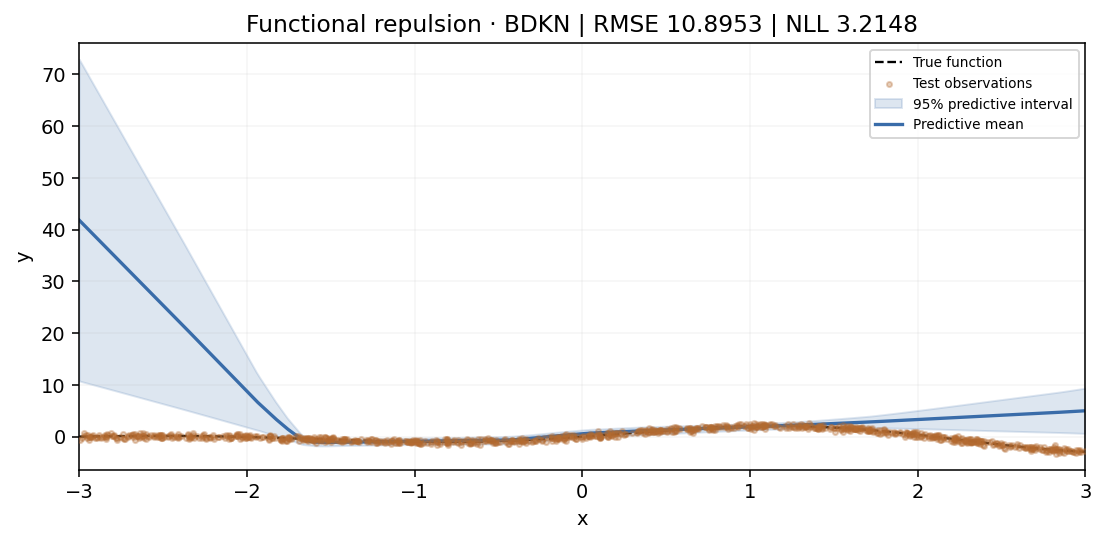 Functional repulsion · BDKN | RMSE 10.8953 | NLL 3.2148
True function
Test observations
95% predictive interval
Predictive mean
70
60
50
40
30
20
10
0
y
−3
−2
−1
0
1
2
3
x